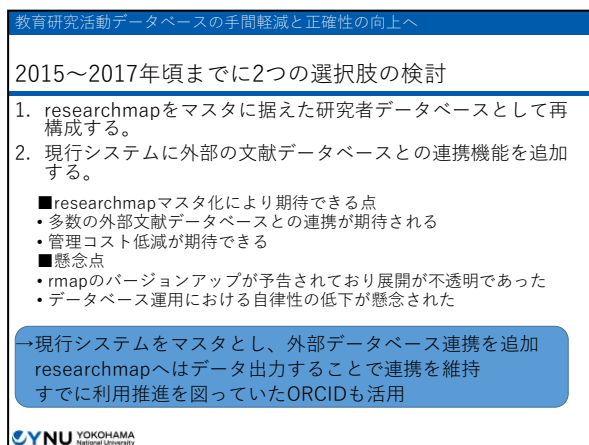 教育研究活動データベースの手間軽減と正確性の向上へ
2015～2017年頃までに2つの選択肢の検討
1. researchmapをマスタに据えた研究者データベースとして再
構成する。
2. 現行システムに外部の文献データベースとの連携機能を追加
する。
■researchmapマスタ化により期待できる点
• 多数の外部文献データベースとの連携が期待される
• 管理コスト低減が期待できる
■懸念点
• rmapのバージョンアップが予告されており展開が不透明であった
• データベース運用における自律性の低下が懸念された
→現行システムをマスタとし、外部データベース連携を追加
researchmapへはデータ出力することで連携を維持
すでに利用推進を図っていたORCIDも活用
YNU YOKOHAMA
National University